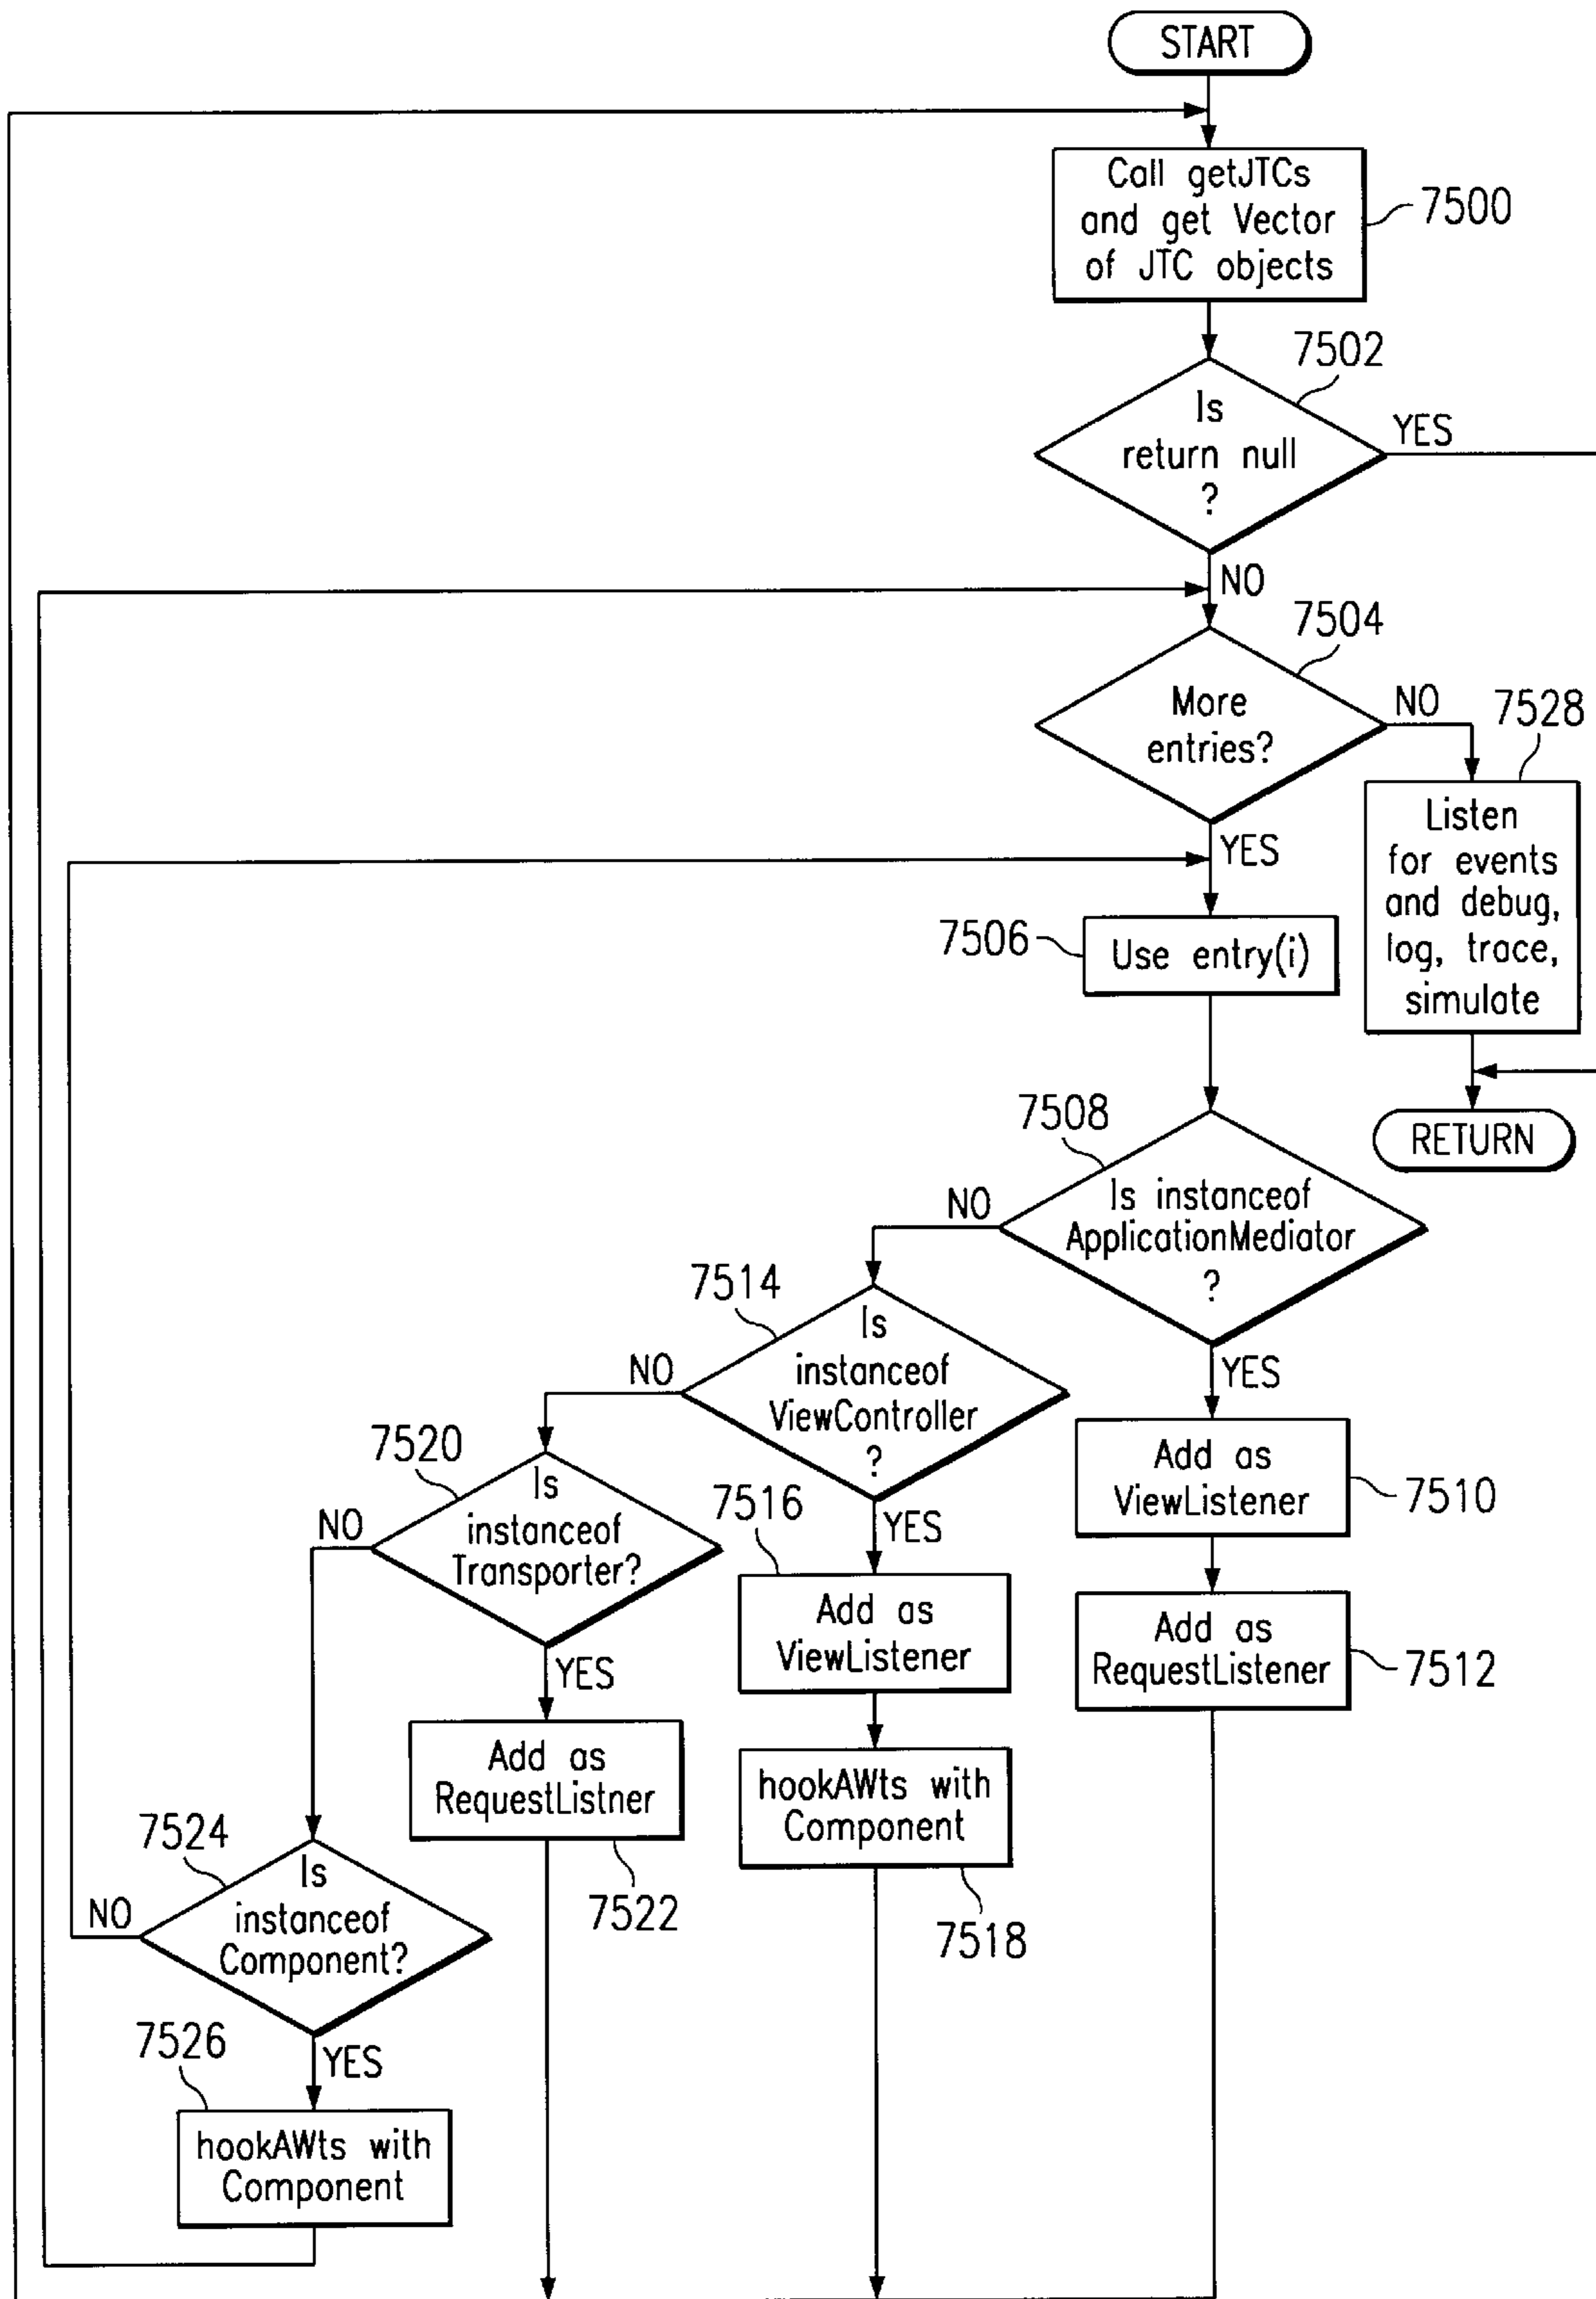 START
Call getJTCs
and get Vector
of JTC objects
7500
7502
Is
return null
?
YES
NO
7504
More
entries?
NO
7528
Listen
for events
and debug,
log, trace,
simulate
YES
7506
Use entry(i)
RETURN
7508
Is instanceof
ApplicationMediator
?
NO
YES
7514
Is
instanceof
ViewController
?
NO
YES
7510
Add as
ViewListener
7512
Add as
RequestListener
7516
Add as
ViewListener
hookAWts with
Component
7518
7520
Is
instanceof
Transporter?
NO
YES
Add as
RequestListner
7522
7524
Is
instanceof
Component?
NO
YES
7526
hookAWts with
Component